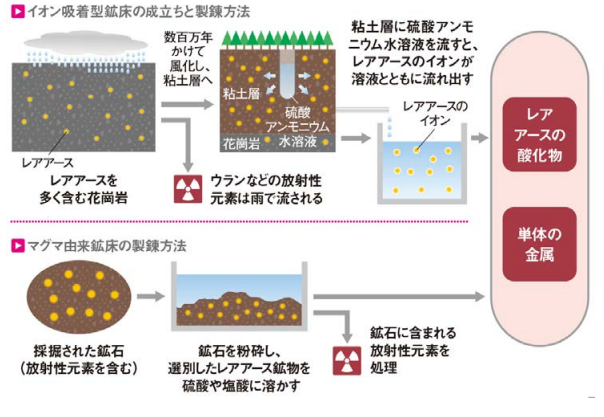 イオン吸着型鉱床の成立ちと製錬方法
レアアース
レアアースを
多く含む花崗岩
数百万年
かけて
風化し、
粘土層へ
ウランなどの放射性
元素は雨で流される
粘土層
硫酸
アンモニウム
水溶液
花崗岩
粘土層に硫酸アンモ
ニウム水溶液を流すと、
レアアースのイオンが
溶液とともに流れ出す
レアアースの
イオン
レア
アースの
酸化物
単体の
金属
マグマ由来鉱床の製錬方法
採掘された鉱石
(放射性元素を含む)
鉱石を粉砕し、
選別したレアアース鉱物を
硫酸や塩酸に溶かす
鉱石に含まれる
放射性元素を
処理